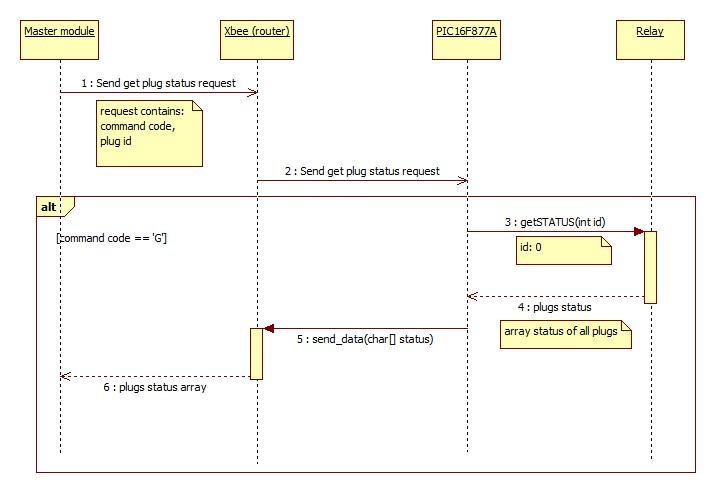 Master module
Xbee (router)
PIC16F877A
Relay
1 : Send get plug status request
request contains:
command code,
plug id
2 : Send get plug status request
alt
[command code == 'G']
3 : getSTATUS(int id)
id: 0
4 : plugs status
array status of all plugs
5 : send_data(char[] status)
6 : plugs status array